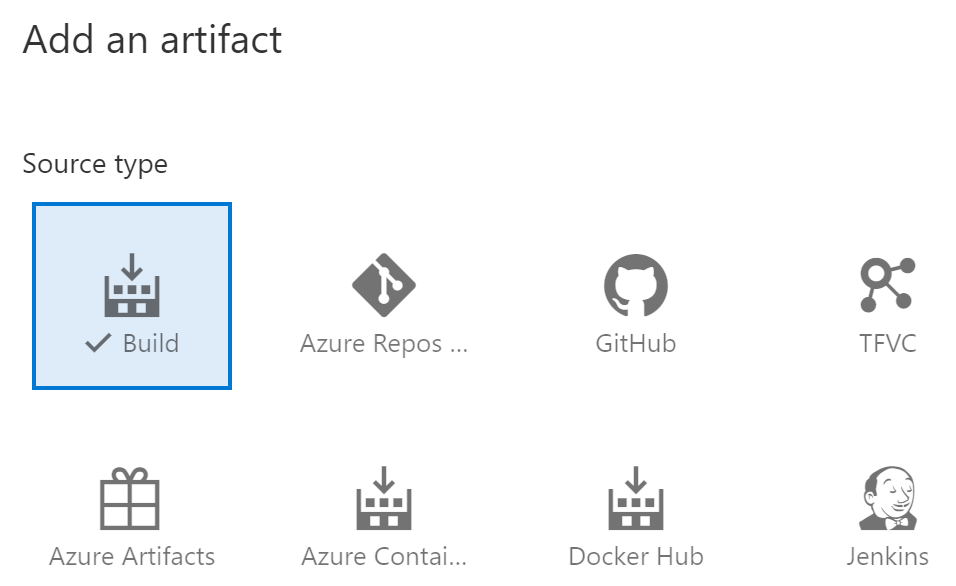 Add an artifact
Source type
Build
Azure Repos ...
GitHub
TFVC
Azure Artifacts
Azure Contai...
Docker Hub
Jenkins